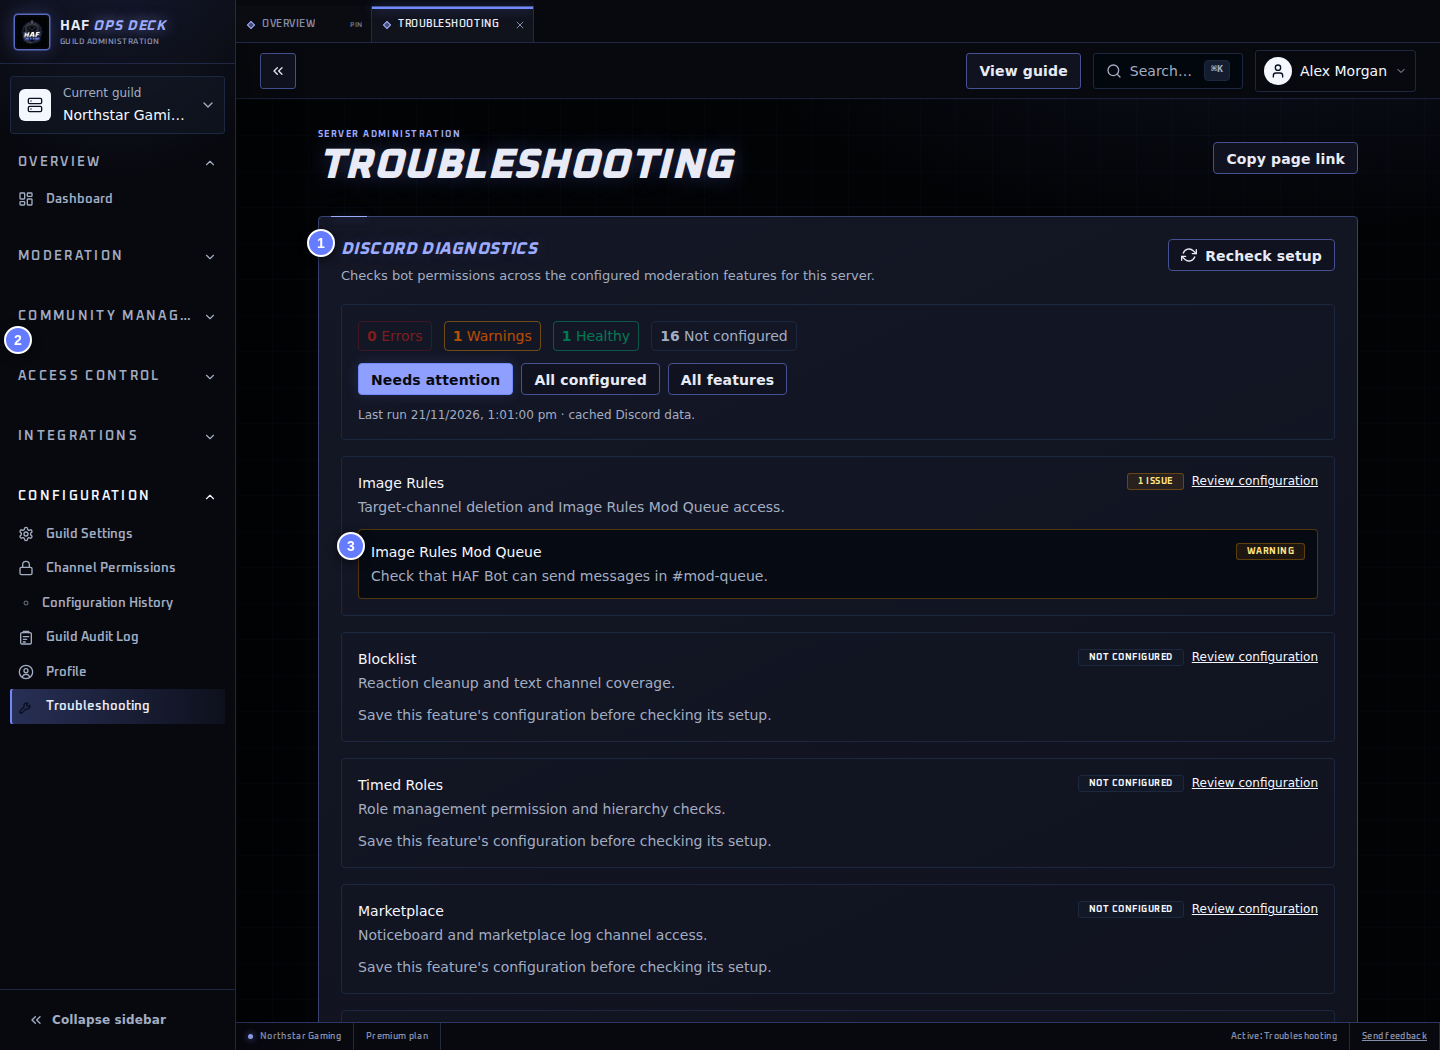 HAF OPS DECK
GUILD ADMINISTRATION
Current guild
Northstar Gami...
OVERVIEW
Dashboard
MODERATION
COMMUNITY MANAG...
2
ACCESS CONTROL
INTEGRATIONS
CONFIGURATION
Guild Settings
Channel Permissions
Configuration History
Guild Audit Log
Profile
Troubleshooting
Collapse sidebar
OVERVIEW PIN
TROUBLESHOOTING
View guide
Search... ⌘K
Alex Morgan
SERVER ADMINISTRATION
TROUBLESHOOTING
Copy page link
1
DISCORD DIAGNOSTICS
Checks bot permissions across the configured moderation features for this server.
Recheck setup
0 Errors 1 Warnings 1 Healthy 16 Not configured
Needs attention All configured All features
Last run 21/11/2026, 1:01:00 pm · cached Discord data.
Image Rules
1 ISSUE Review configuration
Target-channel deletion and Image Rules Mod Queue access.
3
Image Rules Mod Queue
WARNING
Check that HAF Bot can send messages in #mod-queue.
Blocklist
NOT CONFIGURED Review configuration
Reaction cleanup and text channel coverage.
Save this feature's configuration before checking its setup.
Timed Roles
NOT CONFIGURED Review configuration
Role management permission and hierarchy checks.
Save this feature's configuration before checking its setup.
Marketplace
NOT CONFIGURED Review configuration
Noticeboard and marketplace log channel access.
Save this feature's configuration before checking its setup.
Northstar Gaming
Premium plan
Active:Troubleshooting
Send feedback